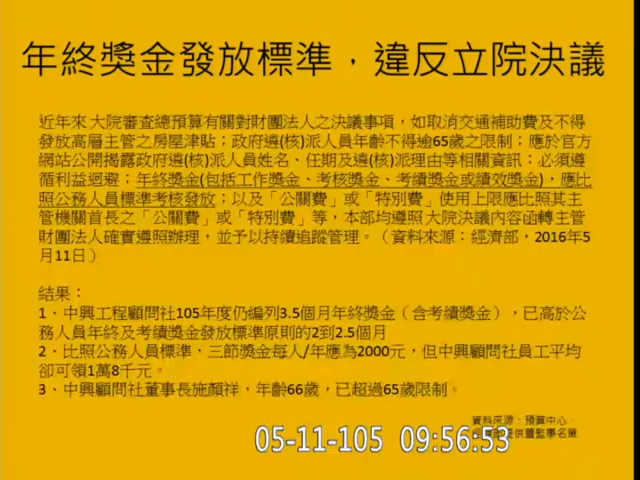 年終獎金發放標準，違反立院決議
近年來 大院審查總預算有關對財團法人之決議事項，如取消交通補助費及不得
發放高層主管之房屋津貼；政府遴(核)派人員年齡不得逾65歲之限制；應於官方
網站公開揭露政府遴(核)派人員姓名、任期及遴(核)派理由等相關資訊；必須遵
循利益迴避；年終獎金(包括工作獎金、考核獎金、考績獎金或績效獎金)，應比
照公務人員標準考核發放；以及「公關費」或「特別費」使用上限應比照其主
管機關首長之「公關費」或「特別費」等，本部均遵照 大院決議內容函轉主管
財團法人確實遵照辦理，並予以持續追蹤管理。（資料來源：經濟部，2016年5
月11日）
結果：
1、中興工程顧問社105年度仍編列3.5個月年終獎金（含考績獎金），已高於公
務人員年終及考績獎金發放標準原則的2到2.5個月
2、比照公務人員標準，三節獎金每人/年應為2000元，但中興顧問社員工平均
卻可領1萬8千元。
3、中興顧問社董事長施顏祥，年齡66歲，已超過65歲限制。
資料來源：預算中心、
提供董監事名單
05-11-105 09:56:53